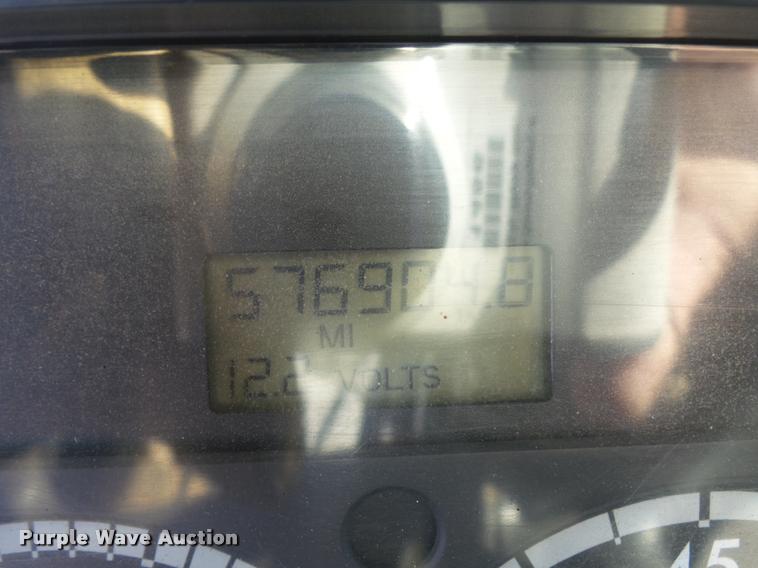 576904.8
MI
12.2 VOLTS
45
Purple Wave Auction